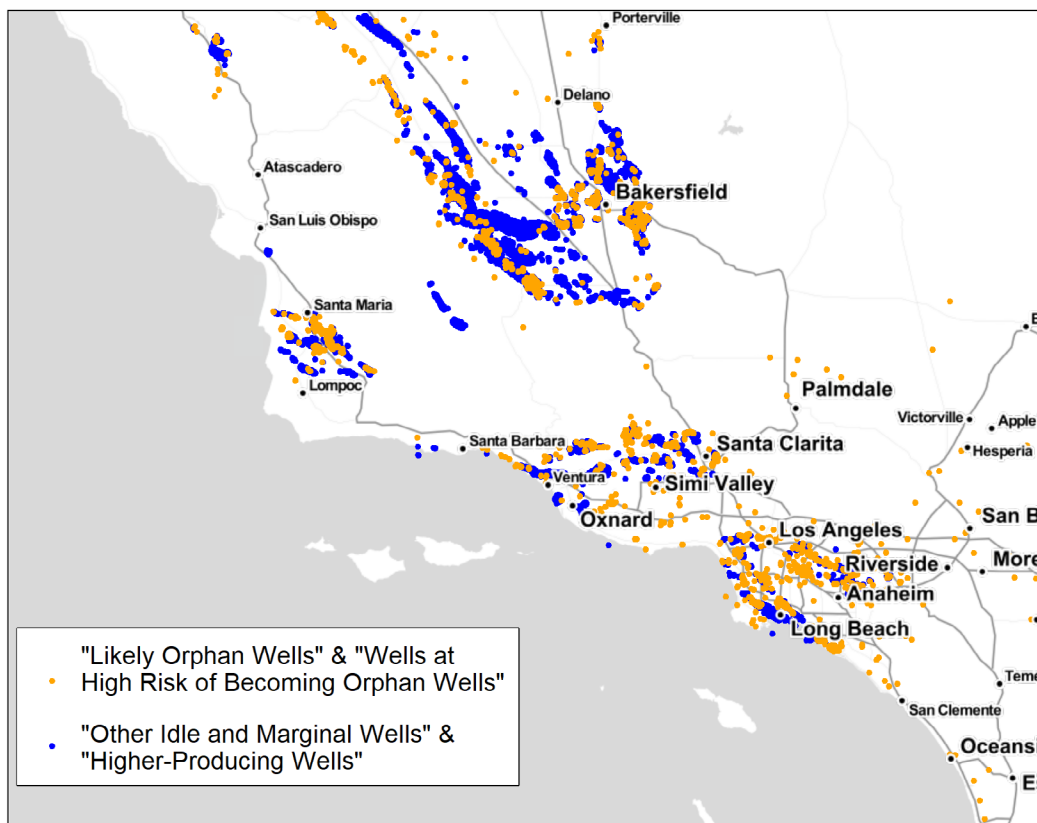 Porterville
Delano
Atascadero
Bakersfield
San Luis Obispo
Santa Maria
Lompoc
Palmdale
Victorville
Apple
Hesperia
Santa Barbara
Santa Clarita
Ventura
Simi Valley
Oxnard
San B
Los Angeles
Riverside
More
Anaheim
Long Beach
"Likely Orphan Wells" & "Wells at
High Risk of Becoming Orphan Wells"
"Other Idle and Marginal Wells" &
"Higher-Producing Wells"
Teme
San Clemente
Oceansi